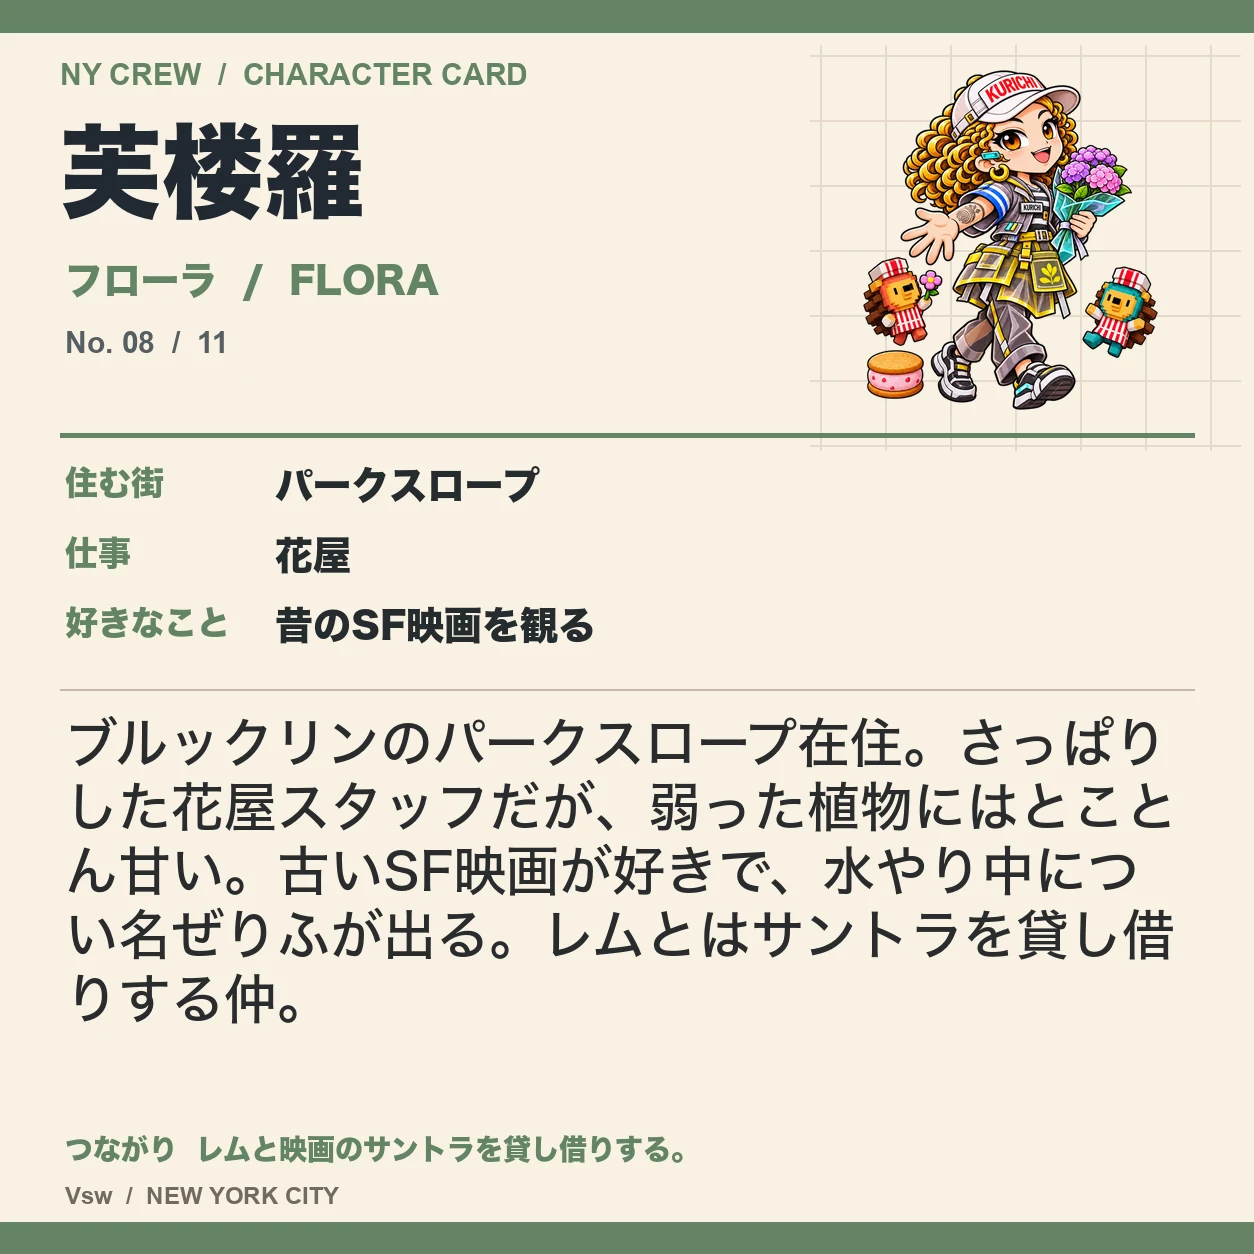 NY CREW / CHARACTER CARD
芙楼羅
フローラ / FLORA
No. 08 / 11
KURICHI
KURICHI
住む街 パークスロープ
仕事 花屋
好きなこと 昔のSF映画を観る
ブルックリンのパークスロープ在住。さっぱり
した花屋スタッフだが、弱った植物にはとこと
ん甘い。古いSF映画が好きで、水やり中につ
い名ぜりふが出る。レムとはサントラを貸し借
りする仲。
つながり レムと映画のサントラを貸し借りする。
Vsw / NEW YORK CITY